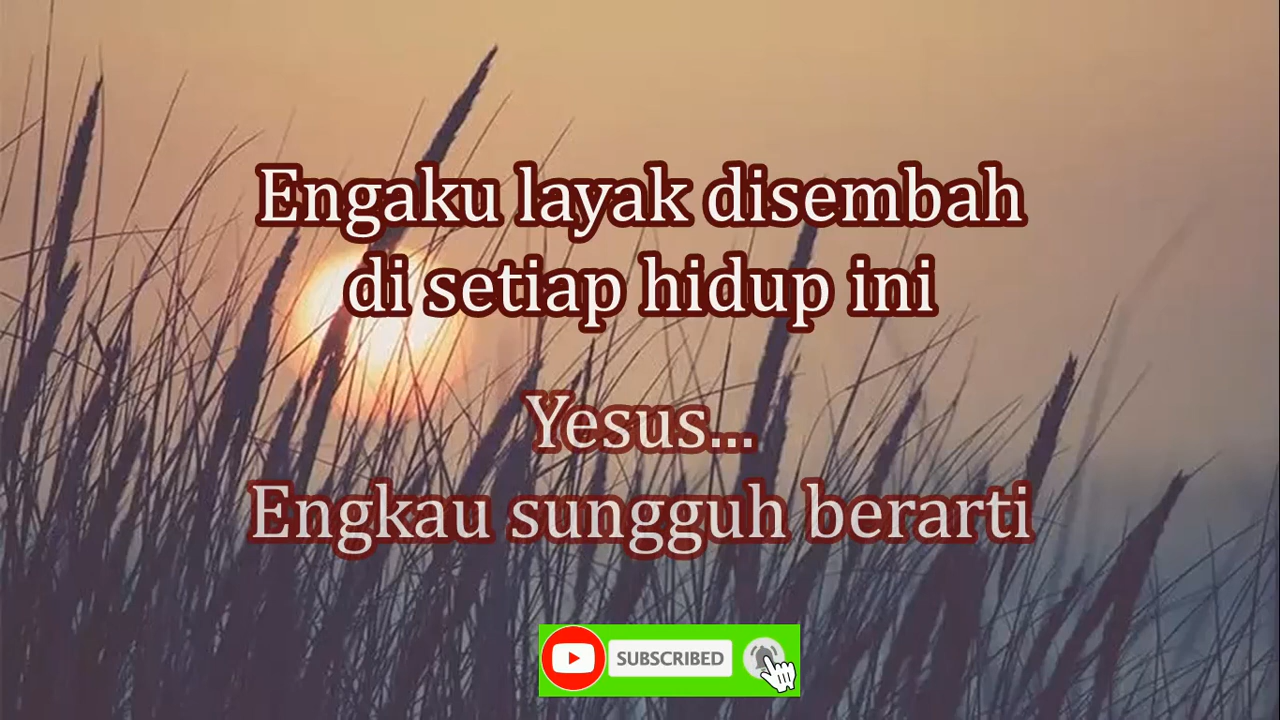 Engaku layak disembah
di setiap hidup ini
Yesus...
Engkau sungguh berarti
SUBSCRIBED